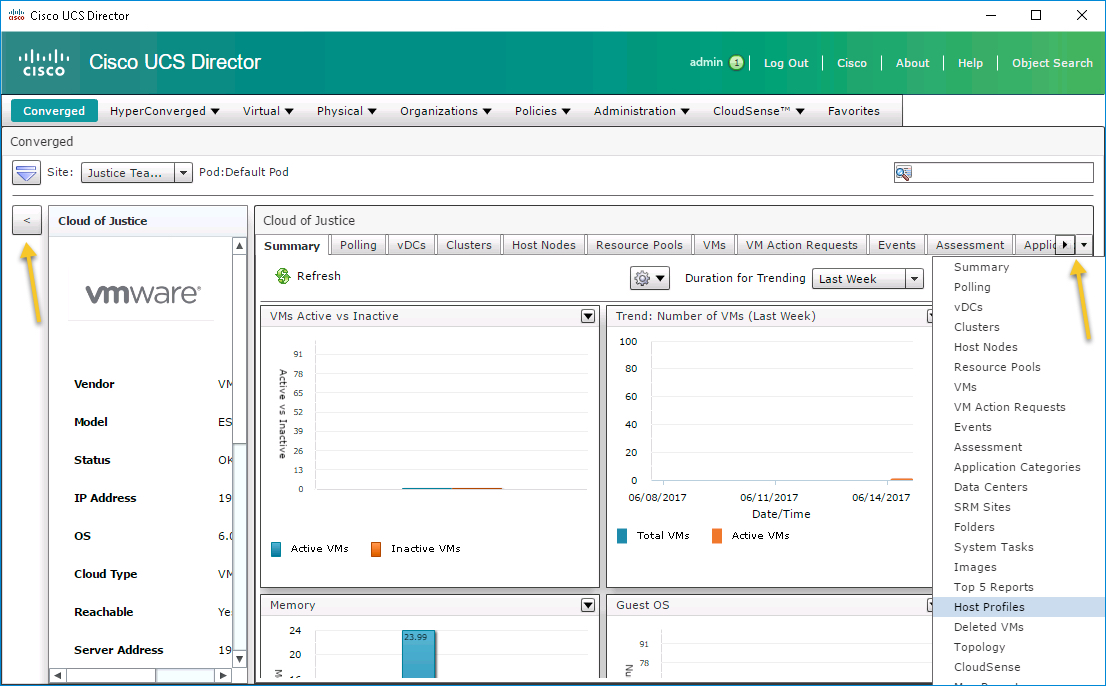 Cisco UCS Director
CISCO
Cisco UCS Director
admin 1 Log Out Cisco About Help Object Search
Converged HyperConverged Virtual Physical Organizations Policies Administration CloudSense™ Favorites
Converged
Site: Justice Tea... Pod:Default Pod
<
Cloud of Justice
vmware®
Vendor VM
Model ES
Status OK
IP Address 19
OS 6.0
Cloud Type VM
Reachable Ye
Server Address 19
Cloud of Justice
Summary Polling vDCs Clusters Host Nodes Resource Pools VMs VM Action Requests Events Assessment Applic
Refresh Duration for Trending Last Week
VMs Active vs Inactive
Active vs Inactive
91
78
65
52
39
26
13
0
Active VMs Inactive VMs
Trend: Number of VMs (Last Week)
100
80
60
40
20
0
06/08/2017 06/11/2017 06/14/2017
Date/Time
Total VMs Active VMs
Memory
24
20
23.99
Guest OS
91
78
Summary
Polling
vDCs
Clusters
Host Nodes
Resource Pools
VMs
VM Action Requests
Events
Assessment
Application Categories
Data Centers
SRM Sites
Folders
System Tasks
Images
Top 5 Reports
Host Profiles
Deleted VMs
Topology
CloudSense